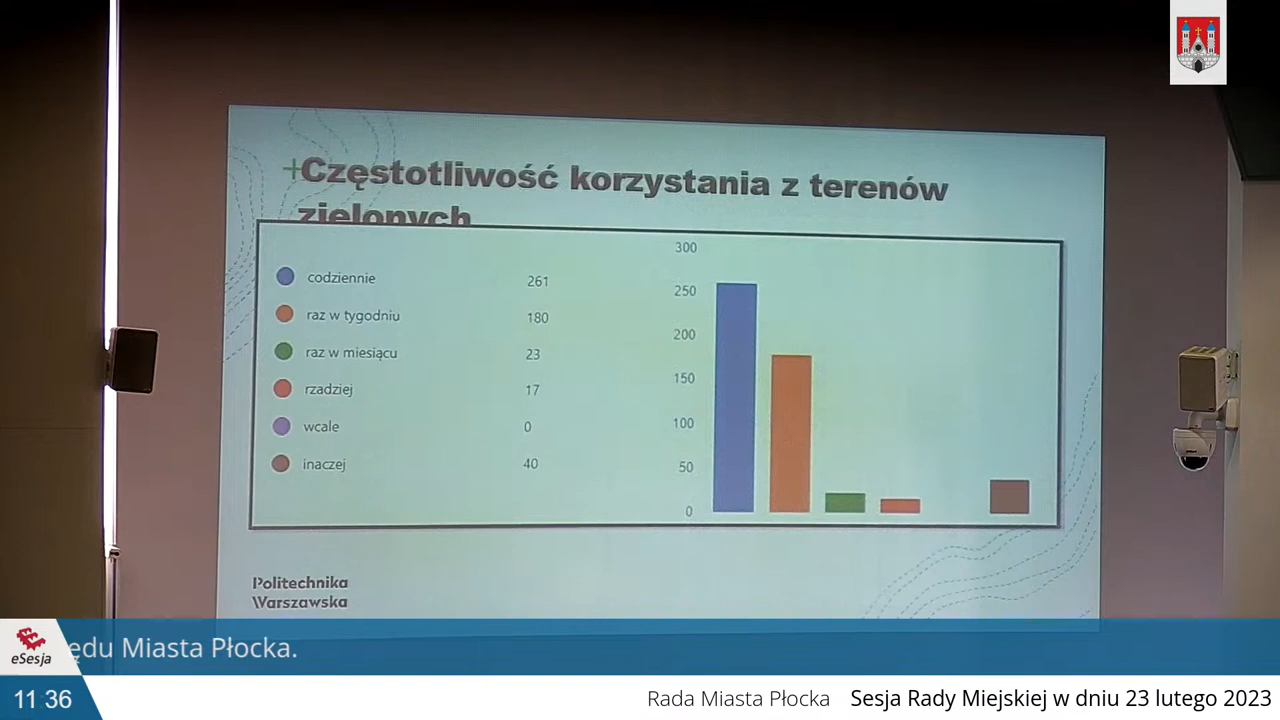 +Częstotliwość korzystania z terenów
zielonych
codziennie 261
raz w tygodniu 180
raz w miesiącu 23
rzadziej 17
wcale 0
inaczej 40
300
250
200
150
100
50
0
Politechnika
Warszawska
ędu Miasta Płocka.
eSesja
11 36
Rada Miasta Płocka Sesja Rady Miejskiej w dniu 23 lutego 2023